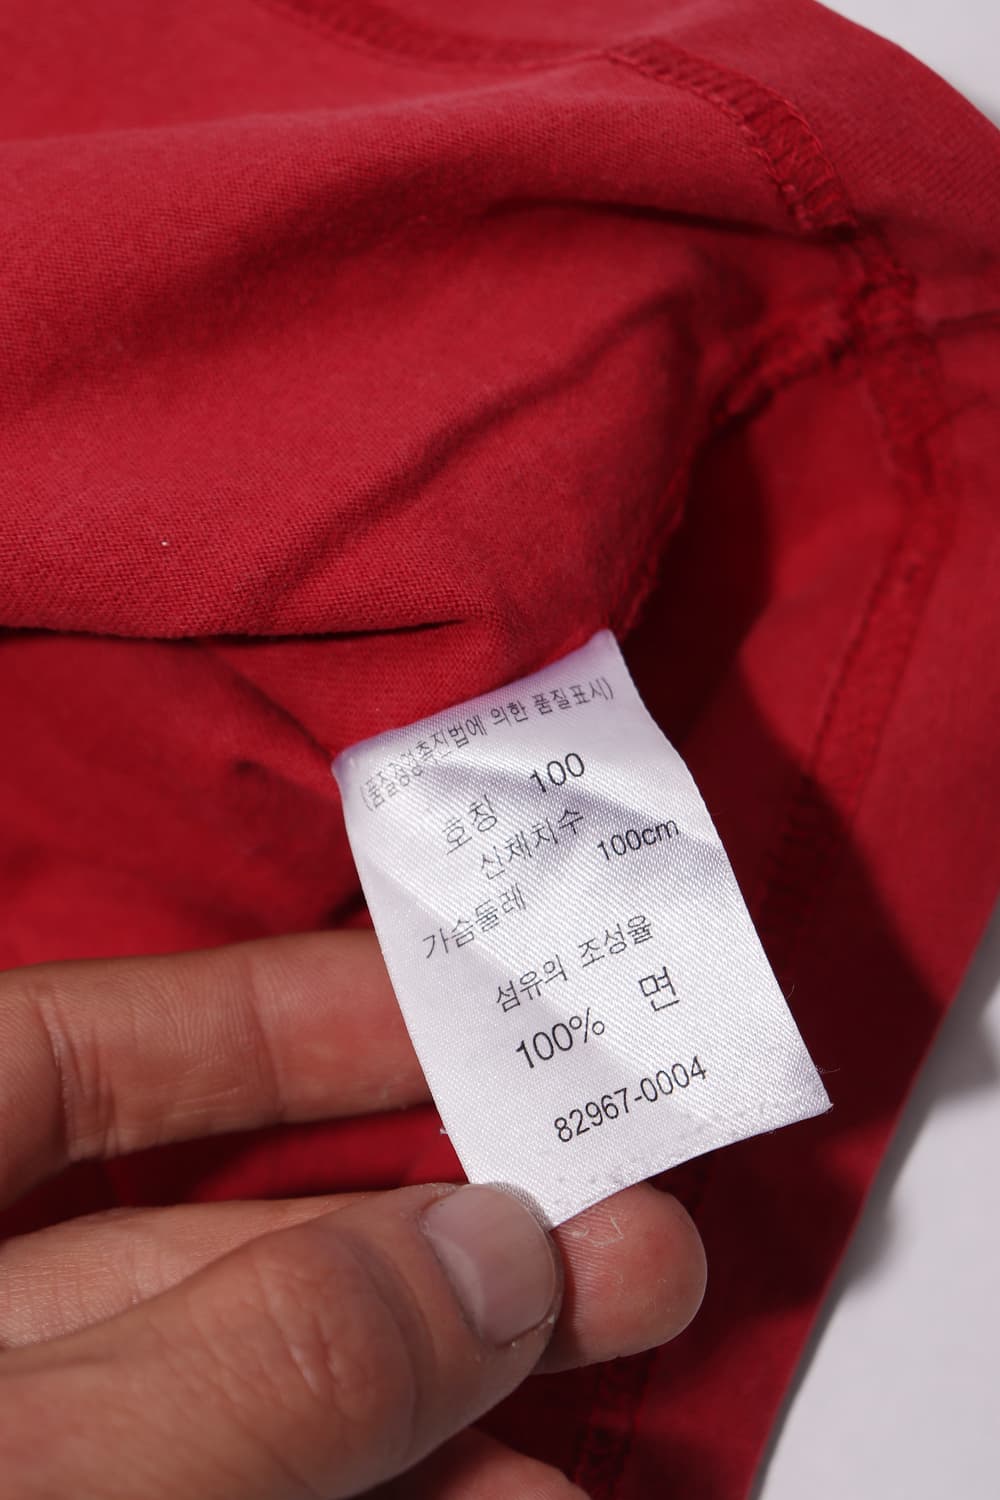 (품질경영촉진법에 의한 품질표시)
호칭 100
신체치수
가슴둘레 100cm
섬유의 조성율
100% 면
82967-0004